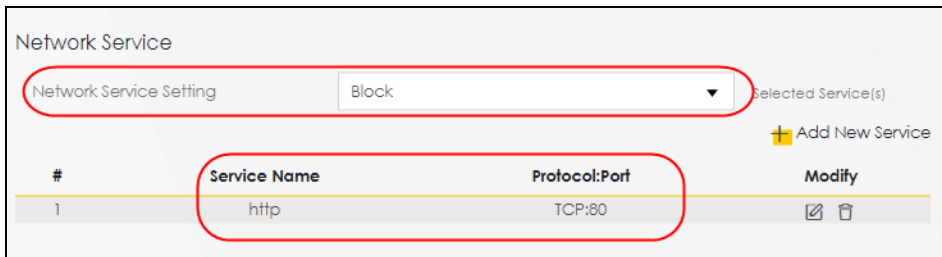 Network Service
Network Service Setting Block Selected Service(s)
Add New Service
# Service Name Protocol:Port Modify
1 http TCP:80